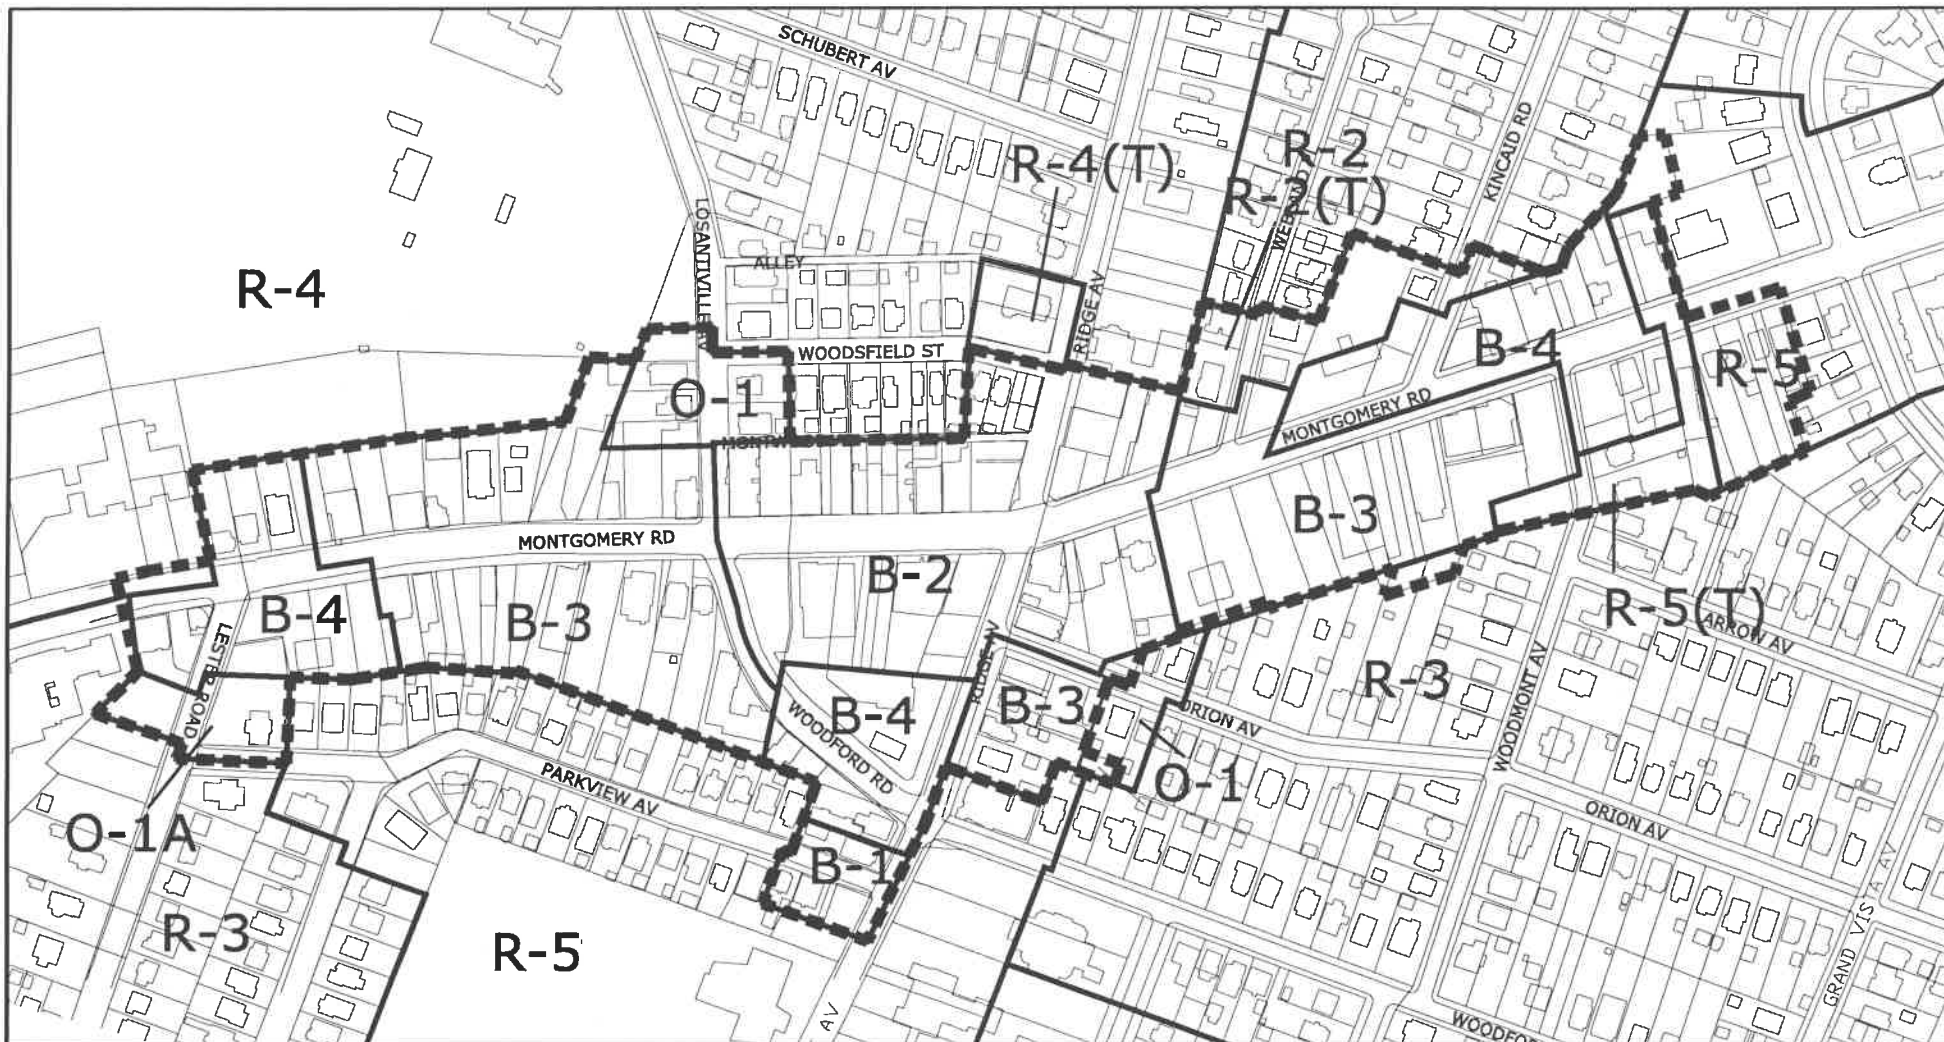 SCHUBERT AV
KINCAID RD
R-2
R-4(T)
R-2(T)
LOSANTIVILLE AV
ALLEY
R-4
RIDGE AV
WOODSFIELD ST
B-4
R-5
O-1
MONTGOMERY RD
B-3
MONTGOMERY RD
B-2
B-4
B-3
R-5(T)
LESTER ROAD
ARROW AV
RIDGE AV
WOODMONT AV
R-3
B-4
B-3
ORION AV
WOODFORD RD
PARKVIEW AV
O-1
O-1A
ORION AV
B-1
GRAND VISTA AV
R-3
R-5
AV